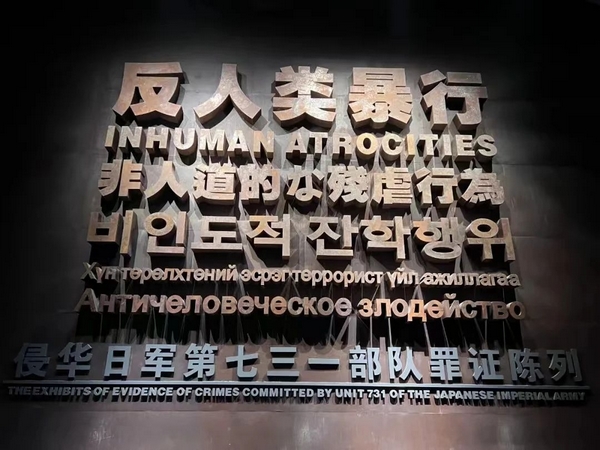 反人类暴行
INHUMAN ATROCITIES
非人道的な残虐行為
비인도적 잔학행위
Хүн төрөлхтөний эсрэг террорист үйл ажиллагаа
Античеловеческое злодейство
侵华日军第七三一部队罪证陈列
THE EXHIBITS OF EVIDENCE OF CRIMES COMMITTED BY UNIT 731 OF THE JAPANESE IMPERIAL ARMY